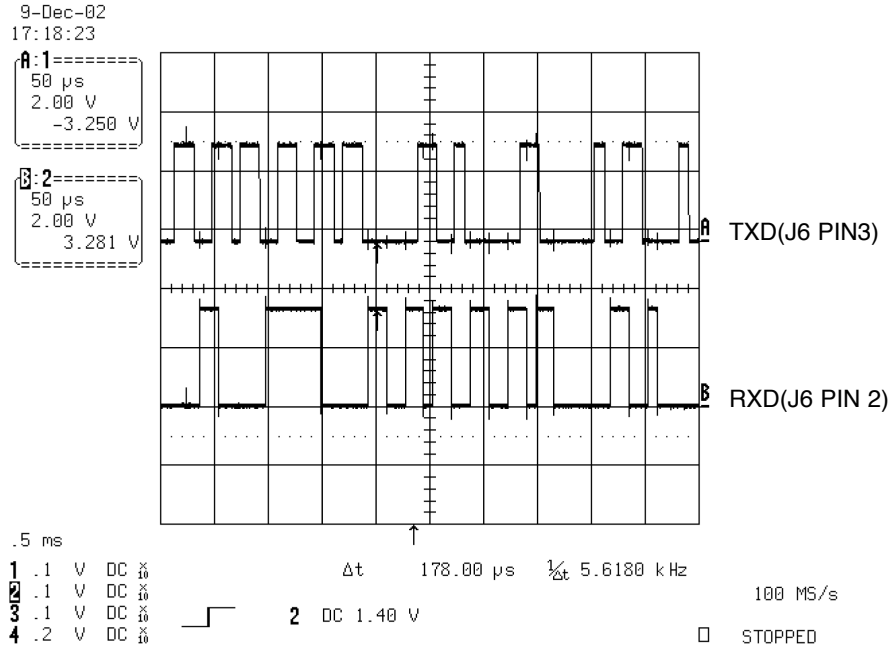 9-Dec-02
17:18:23
A:1
50 µs
2.00 V
-3.250 V
B:2
50 µs
2.00 V
3.281 V
A
TXD(J6 PIN3)
B
RXD(J6 PIN 2)
.5 ms
1 .1 V DC X10
2 .1 V DC X10
3 .1 V DC X10
4 .2 V DC X10
Δt 178.00 µs 1/Δt 5.6180 kHz
2 DC 1.40 V
100 MS/s
STOPPED